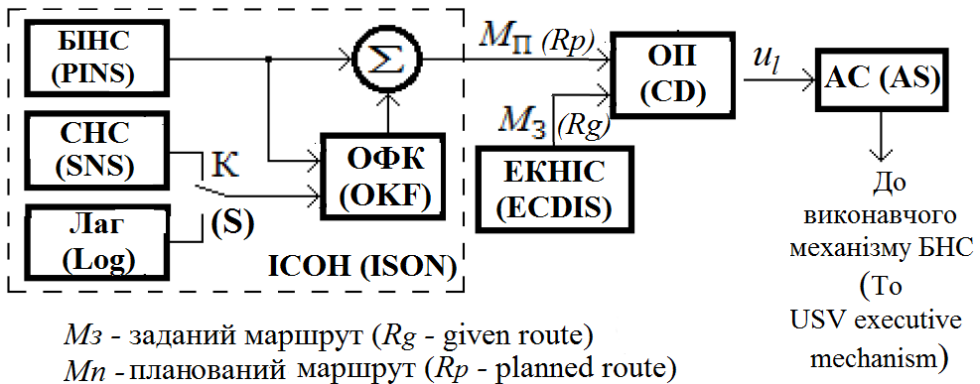 БІНС
(PINS)
Σ
МП (Rp)
ОП
(CD)
ul
АС (AS)
СНС
(SNS)
К
(S)
ОФК
(OKF)
МЗ (Rg)
ЕКНІС
(ECDIS)
Лаг
(Log)
ІСОН (ISON)
До
виконавчого
механізму БНС
(To
USV executive
mechanism)
Мз - заданий маршрут (Rg - given route)
Мп - планований маршрут (Rp - planned route)